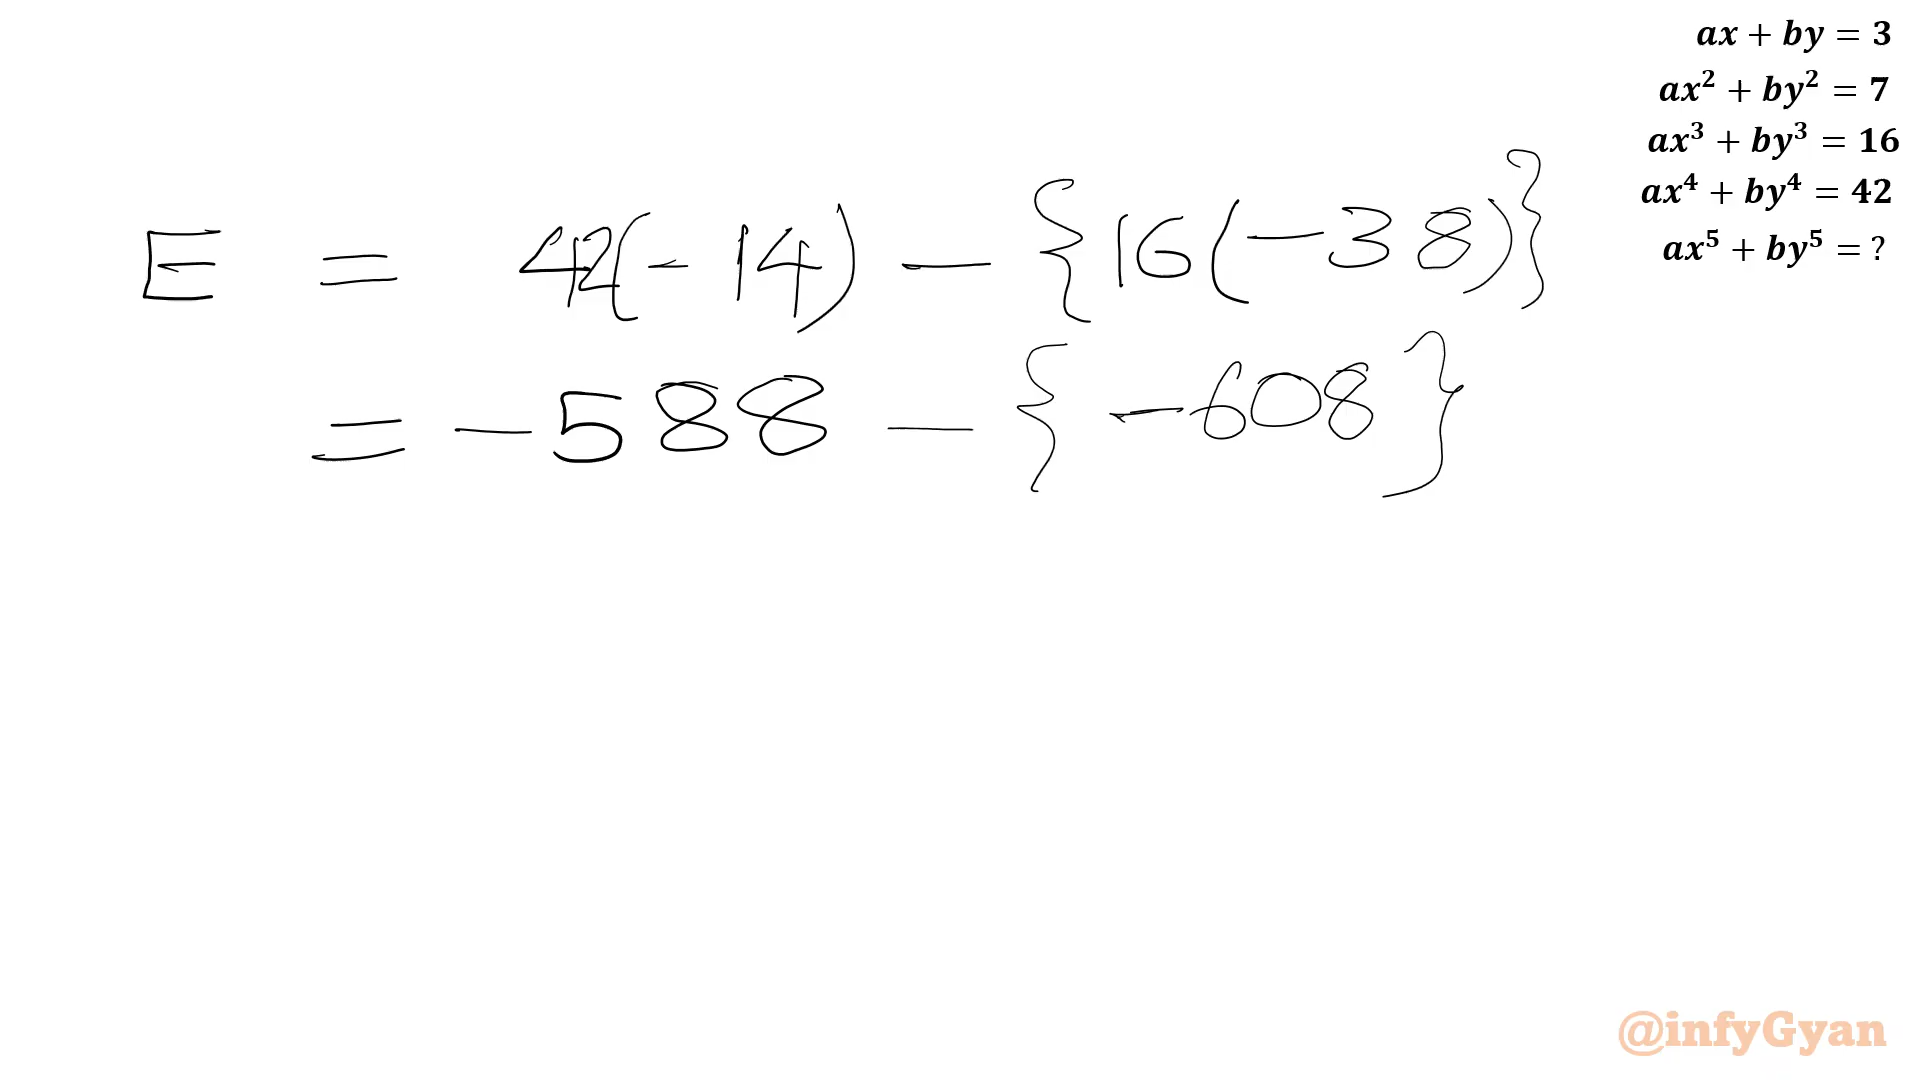 ax + by = 3
ax² + by² = 7
ax³ + by³ = 16
ax⁴ + by⁴ = 42
ax⁵ + by⁵ = ?
E = 42(-14) - {16(-38)}
= -588 - {-608}
@infyGyan